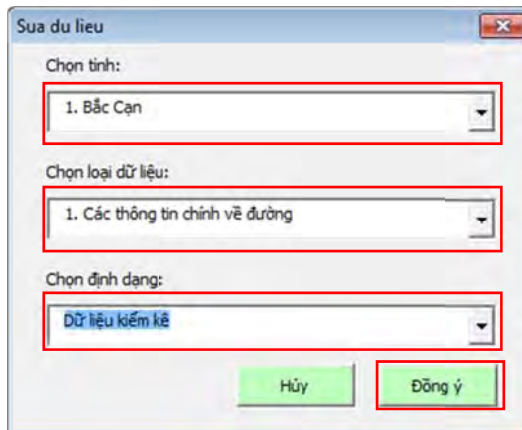 Sua du lieu
Chọn tỉnh:
1. Bắc Cạn
Chọn loại dữ liệu:
1. Các thông tin chính về đường
Chọn định dạng:
Dữ liệu kiểm kê
Hủy
Đồng ý